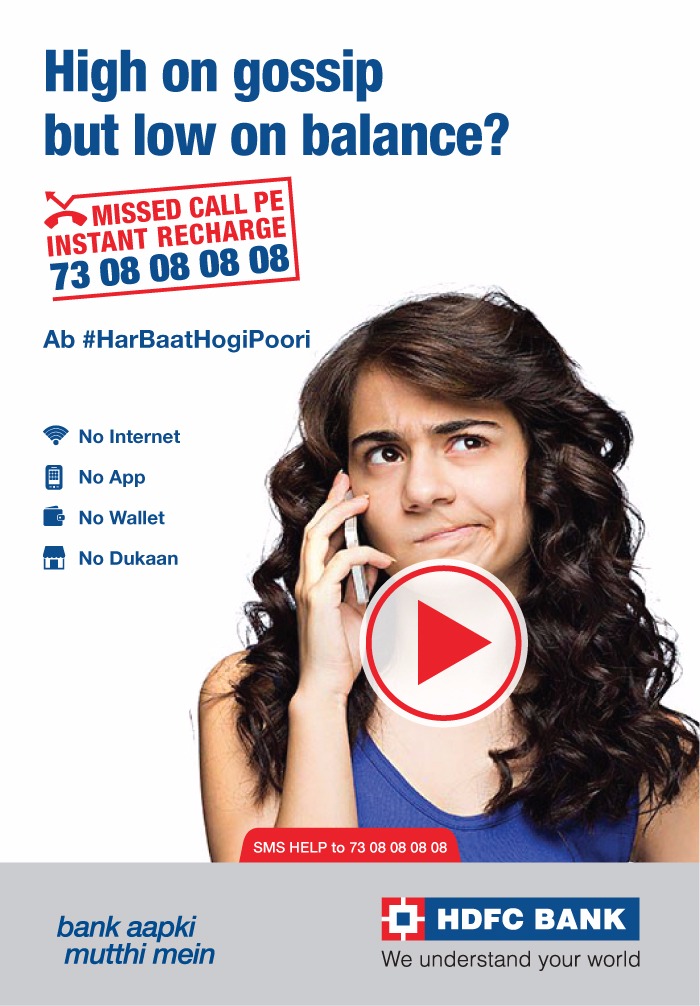 High on gossip
but low on balance?
MISSED CALL PE
INSTANT RECHARGE
73 08 08 08 08
Ab #HarBaatHogiPoori
No Internet
No App
No Wallet
No Dukaan
SMS HELP to 73 08 08 08 08
bank aapki
mutthi mein
HDFC BANK
We understand your world